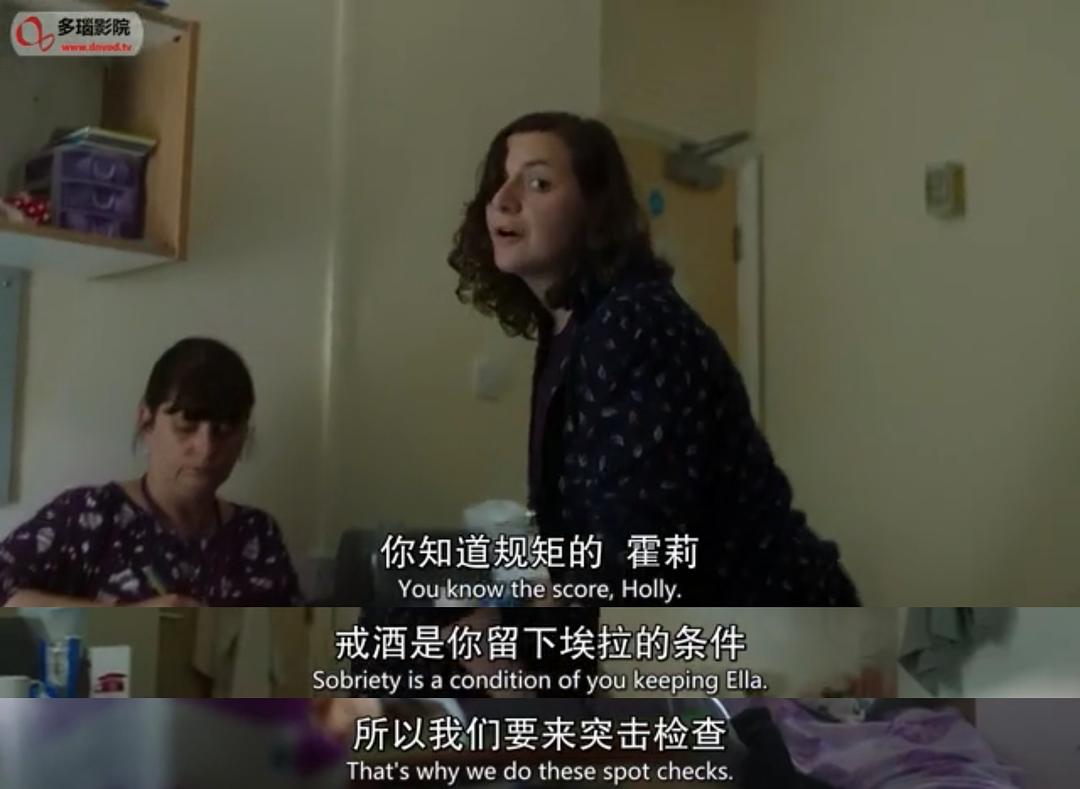 多瑙影院
www.dnvod.tv
你知道规矩的 霍莉
You know the score, Holly.
戒酒是你留下埃拉的条件
Sobriety is a condition of you keeping Ella.
所以我们要来突击检查
That's why we do these spot checks.